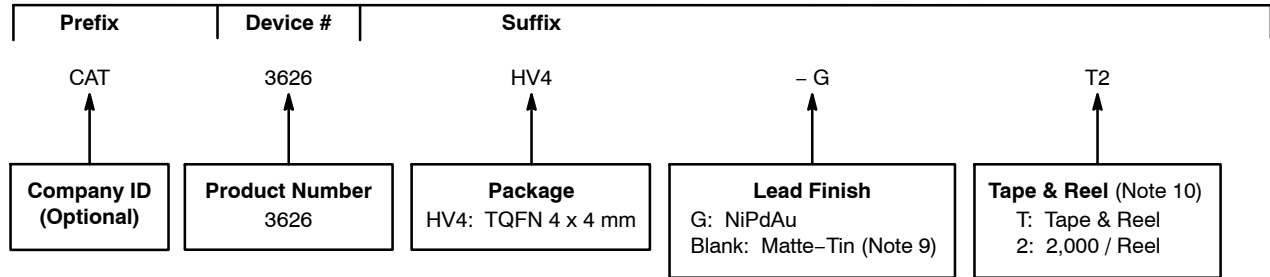 Prefix Device # Suffix
CAT 3626 HV4 – G T2
Company ID
(Optional)
Product Number
3626
Package
HV4: TQFN 4 x 4 mm
Lead Finish
G: NiPdAu
Blank: Matte−Tin (Note 9)
Tape & Reel (Note 10)
T: Tape & Reel
2: 2,000 / Reel